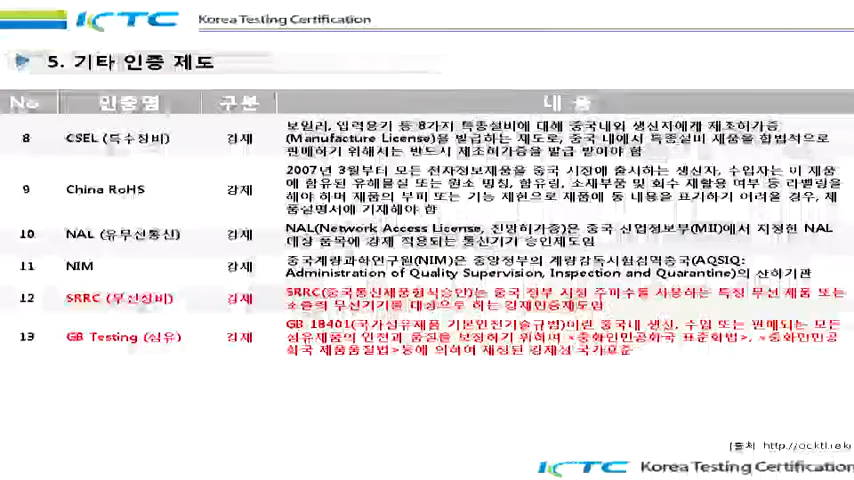 KTC Korea Testing Certification
5. 기타 인증 제도
No 인증명 구분 내 용
8 CSEL (특수장비) 강제 보일러, 압력용기 등 8가지 특종설비에 대해 중국내외 생산자에게 제조허가증
(Manufacture License)을 발급하는 제도로, 중국 내에서 특종설비 제품을 합법적으로
판매하기 위해서는 반드시 제조허가증을 발급 받아야 함
9 China RoHS 강제 2007년 3월부터 모든 전자정보제품을 중국 시장에 출시하는 생산자, 수입자는 이 제품
에 함유된 유해물질 또는 원소 명칭, 함유량, 소재부품 및 회수 재활용 여부 등 라벨링을
해야 하며 제품의 부피 또는 기능 제한으로 제품에 동 내용을 표기하기 어려울 경우, 제
품설명서에 기재해야 함
10 NAL (유무선통신) 강제 NAL(Network Access License, 전망허가증)은 중국 산업정보부(MII)에서 지정한 NAL
대상 품목에 강제 적용되는 통신기기 승인제도임
11 NIM 강제 중국계량과학연구원(NIM)은 중앙정부의 계량감독시험검역총국(AQSIQ:
Administration of Quality Supervision, Inspection and Quarantine)의 산하기관
12 SRRC (무선장비) 강제 SRRC(중국통신제품형식승인)는 중국 정부 지정 주파수를 사용하는 특정 무선 제품 또는
소출력 무선기기를 대상으로 하는 강제인증제도임
13 GB Testing (섬유) 강제 GB 18401(국가섬유제품 기본안전기술규범)이란 중국내 생산, 수입 또는 판매되는 모든
섬유제품의 안전과 품질을 보장하기 위하여 <중화인민공화국 표준화법>, <중화인민공
화국 제품품질법>등에 의하여 제정된 강제성 국가표준
[출처
KTC Korea Testing Certification